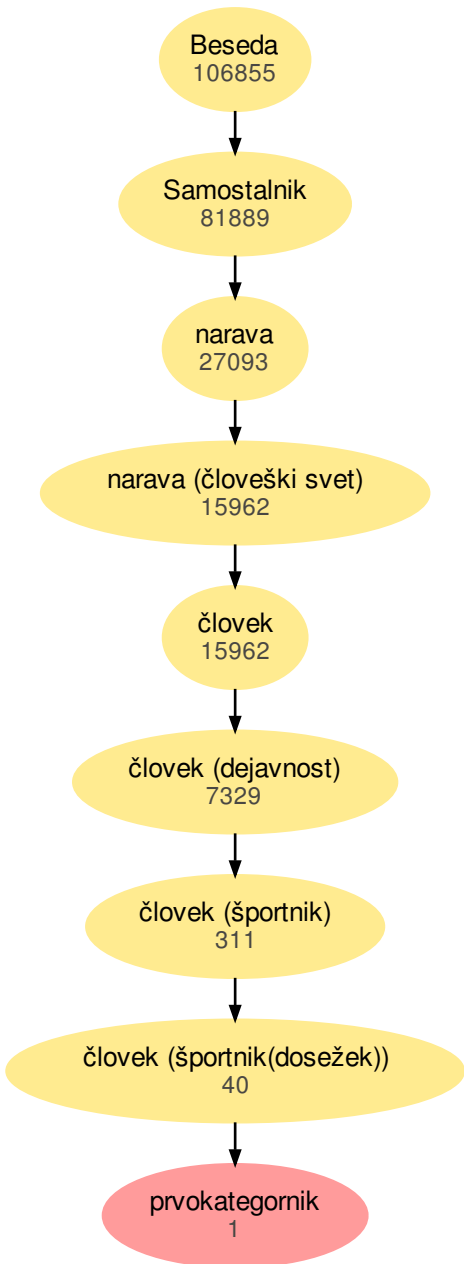 Beseda
106855
Samostalnik
81889
narava
27093
narava (človeški svet)
15962
človek
15962
človek (dejavnost)
7329
človek (športnik)
311
človek (športnik(dosežek))
40
prvokategornik
1